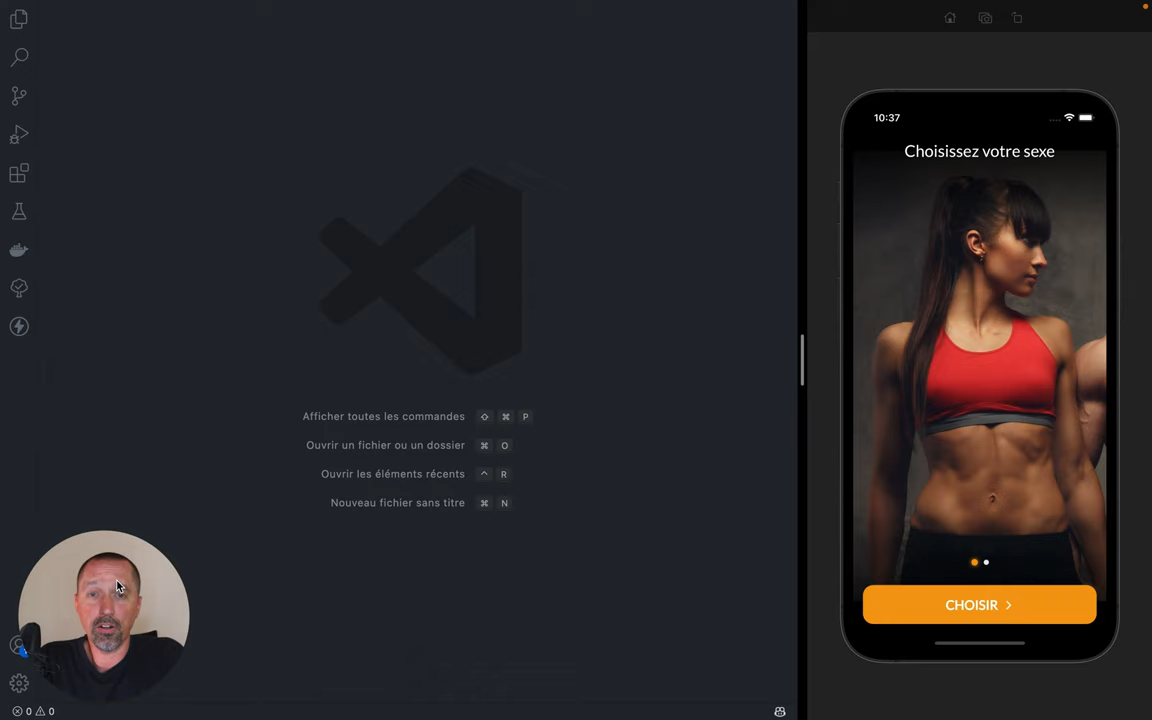 Afficher toutes les commandes ⇧ ⌘ P
Ouvrir un fichier ou un dossier ⌘ O
Ouvrir les éléments récents ^ R
Nouveau fichier sans titre ⌘ N
0 0
10:37
Choisissez votre sexe
CHOISIR >